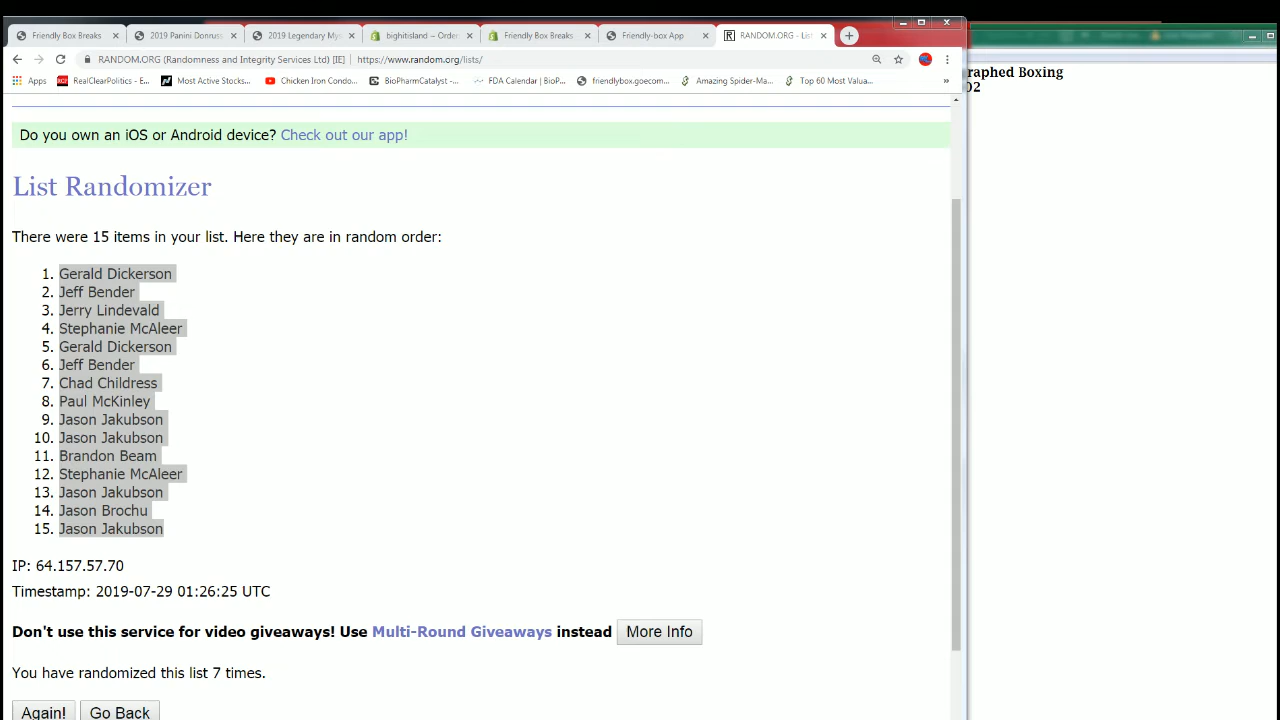 Friendly Box Breaks
2019 Panini Donruss
2019 Legendary Mys
bighitisland ~ Order
Friendly Box Breaks
Friendly-box App
RANDOM.ORG - List
RANDOM.ORG (Randomness and Integrity Services Ltd) [IE] | https://www.random.org/lists/
Apps
RealClearPolitics - E...
Most Active Stocks...
Chicken Iron Condo...
BioPharmCatalyst...
FDA Calendar | BioP...
friendlybox.goecom...
Amazing Spider-Ma...
Top 60 Most Value...
»
raphed Boxing
02
Do you own an iOS or Android device? Check out our app!
List Randomizer
There were 15 items in your list. Here they are in random order:
1. Gerald Dickerson
2. Jeff Bender
3. Jerry Lindevald
4. Stephanie McAleer
5. Gerald Dickerson
6. Jeff Bender
7. Chad Childress
8. Paul McKinley
9. Jason Jakubson
10. Jason Jakubson
11. Brandon Beam
12. Stephanie McAleer
13. Jason Jakubson
14. Jason Brochu
15. Jason Jakubson
IP: 64.157.57.70
Timestamp: 2019-07-29 01:26:25 UTC
Don't use this service for video giveaways! Use Multi-Round Giveaways instead More Info
You have randomized this list 7 times.
Again! Go Back